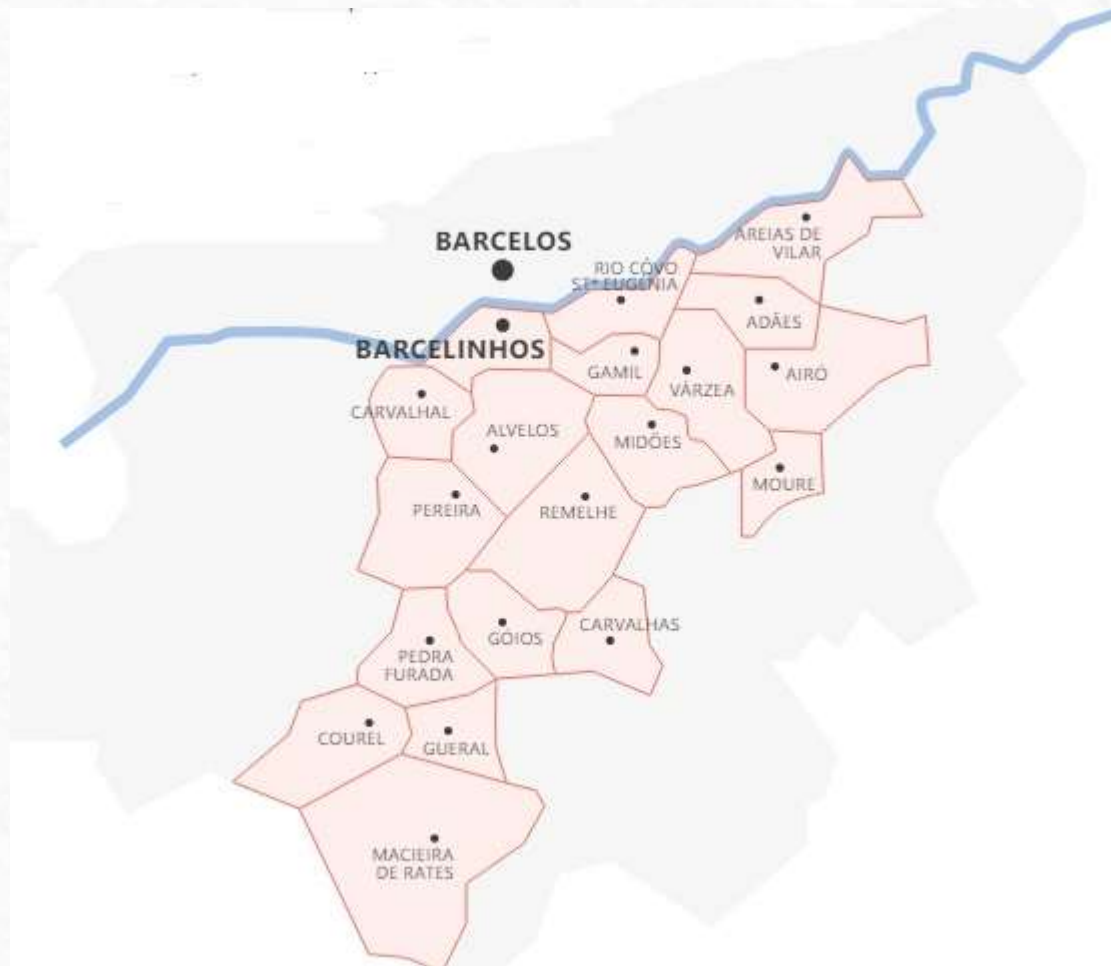 AREIAS DE
VILAR
BARCELOS
RIO CÔVO
STª EUGÉNIA
ADÃES
BARCELINHOS
GAMIL
VÁRZEA
AIRÓ
CARVALHAL
ALVELOS
MIDÕES
MOURE
PEREIRA
REMELHE
CARVALHAS
GÓIOS
PEDRA
FURADA
COUREL
GUERAL
MACIEIRA
DE RATES